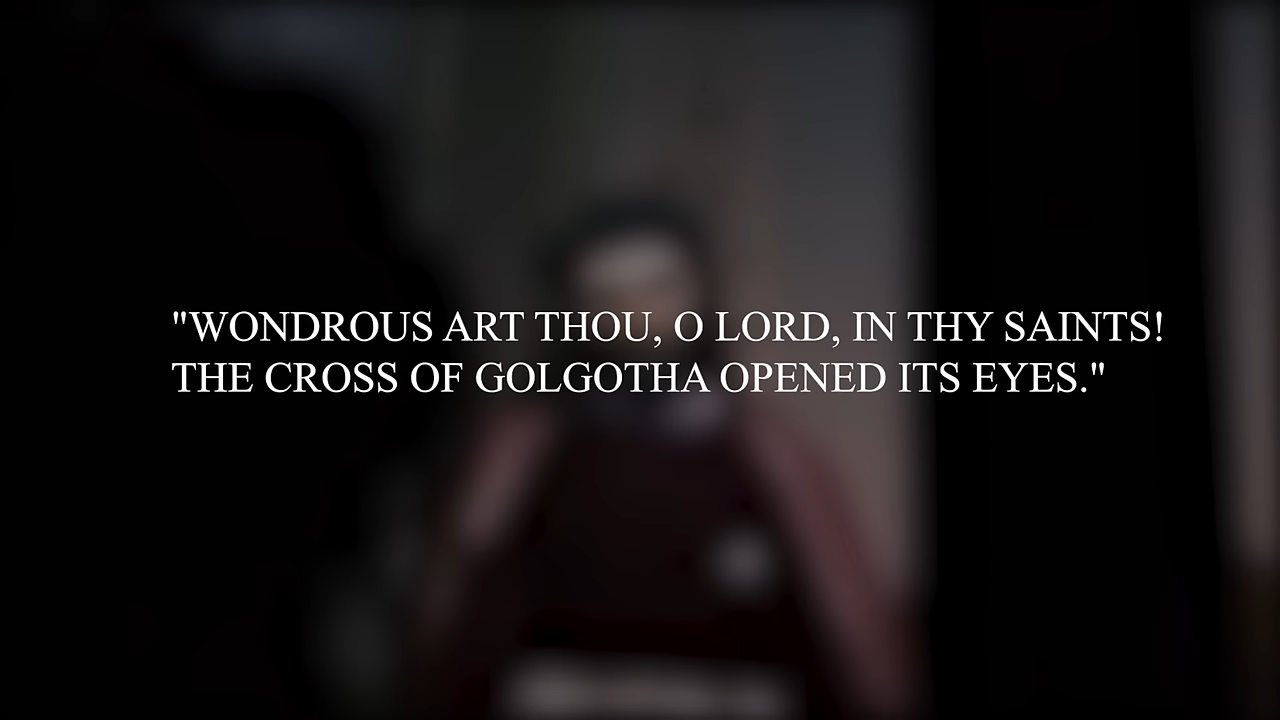 "WONDROUS ART THOU, O LORD, IN THY SAINTS!
THE CROSS OF GOLGOTHA OPENED ITS EYES."